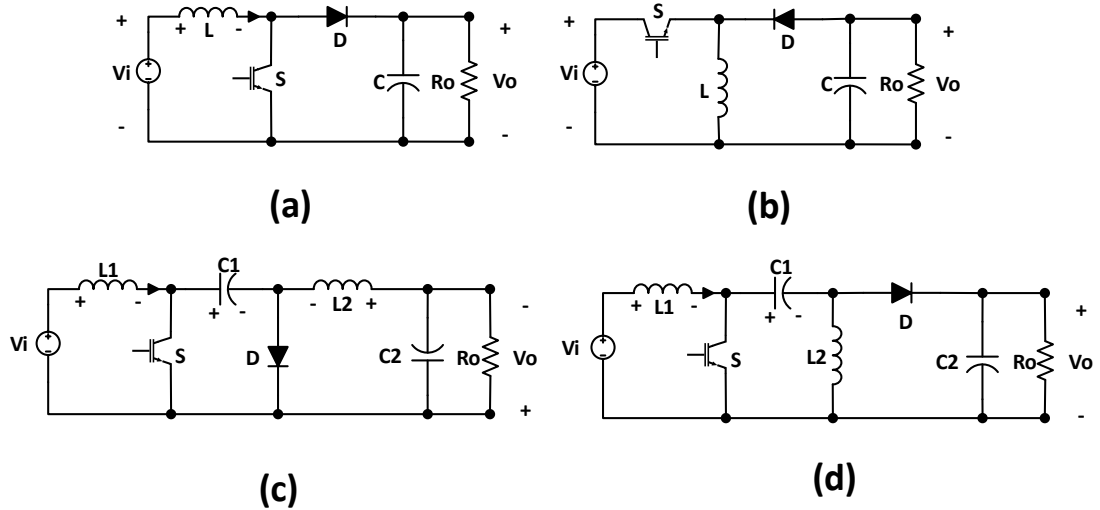 + + L - D +
Vi + - S C Ro Vo
- -
(a)
S
+ D +
Vi + - L C Ro Vo
- -
(b)
L1 C1
+ - + - - L2 + -
Vi + - S D C2 Ro Vo
+
(c)
C1
+ L1 - + - D +
Vi + - S L2 C2 Ro Vo
-
(d)